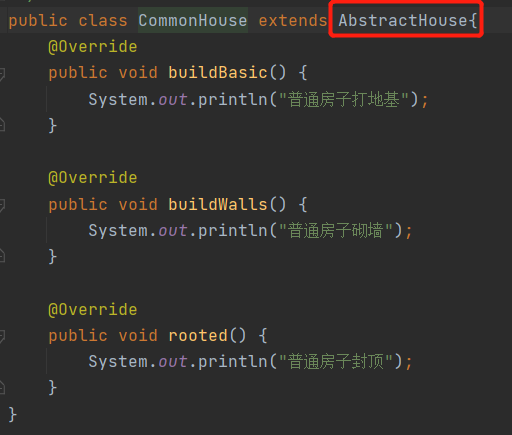 public class CommonHouse extends AbstractHouse{
@Override
public void buildBasic() {
System.out.println("普通房子打地基");
}
@Override
public void buildWalls() {
System.out.println("普通房子砌墙");
}
@Override
public void rooted() {
System.out.println("普通房子封顶");
}
}